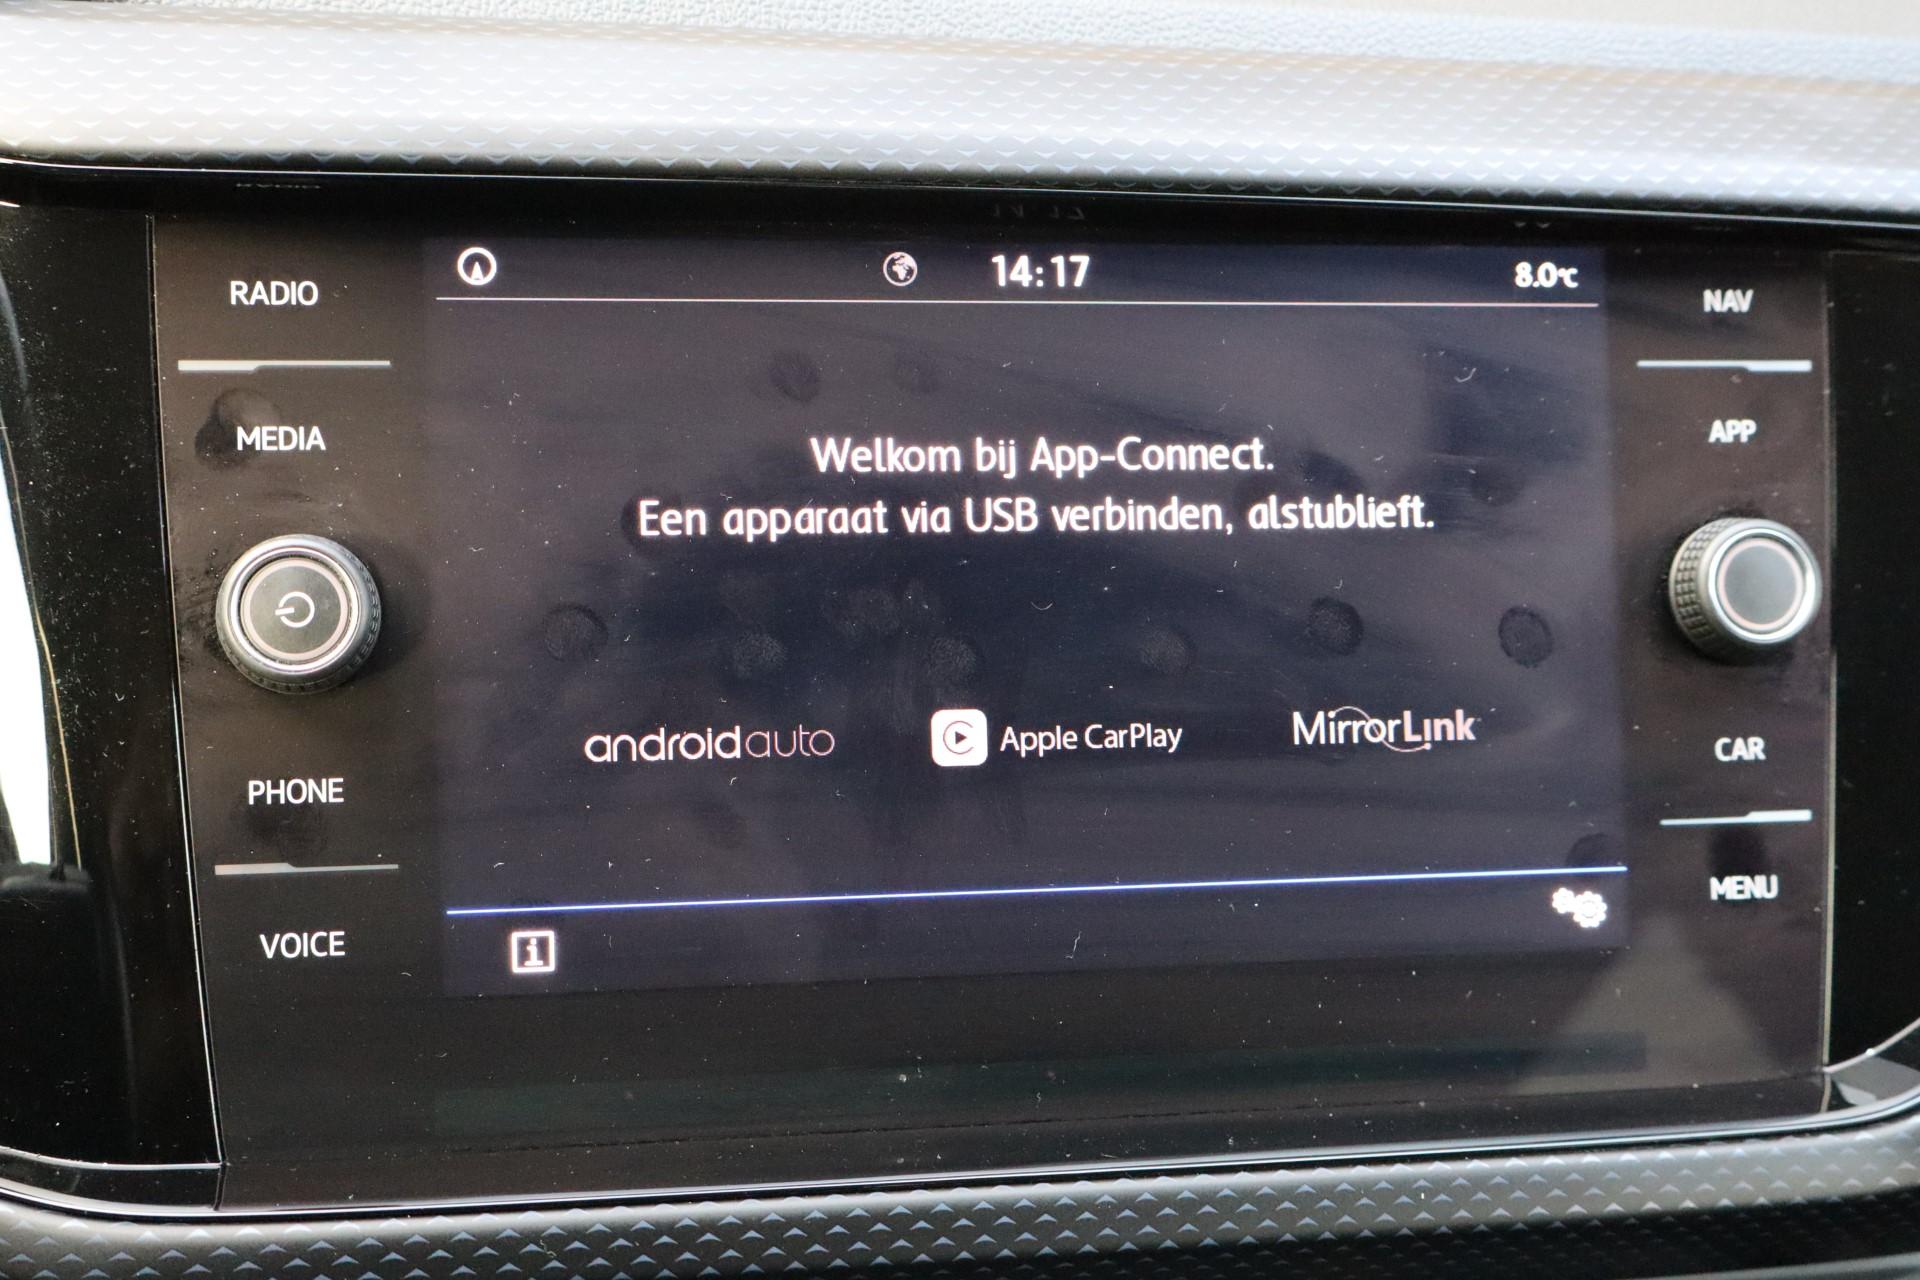 RADIO
MEDIA
PHONE
VOICE
14:17
8.0°C
Welkom bij App-Connect.
Een apparaat via USB verbinden, alstublieft.
androidauto
Apple CarPlay
MirrorLink
i
NAV
APP
CAR
MENU